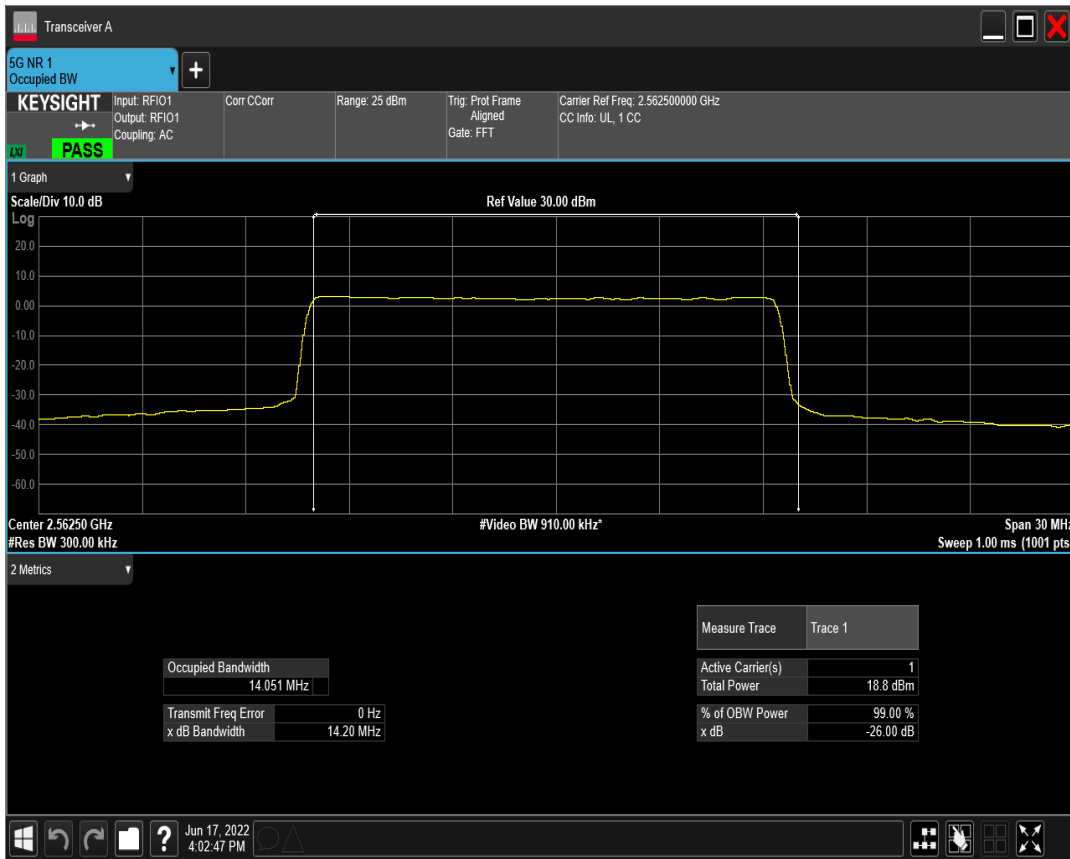 Transceiver A
5G NR 1
Occupied BW
KEYSIGHT
LXI
PASS
Input: RFIO1
Output: RFIO1
Coupling: AC
Corr CCorr
Range: 25 dBm
Trig: Prot Frame
Aligned
Gate: FFT
Carrier Ref Freq: 2.562500000 GHz
CC Info: UL, 1 CC
1 Graph
Scale/Div 10.0 dB
Ref Value 30.00 dBm
Log
20.0
10.0
0.00
-10.0
-20.0
-30.0
-40.0
-50.0
-60.0
Center 2.56250 GHz
#Video BW 910.00 kHz*
Span 30 MHz
#Res BW 300.00 kHz
Sweep 1.00 ms (1001 pts
2 Metrics
Measure Trace Trace 1
Occupied Bandwidth
14.051 MHz
Active Carrier(s) 1
Total Power 18.8 dBm
Transmit Freq Error 0 Hz
x dB Bandwidth 14.20 MHz
% of OBW Power 99.00 %
x dB -26.00 dB
?
Jun 17, 2022
4:02:47 PM